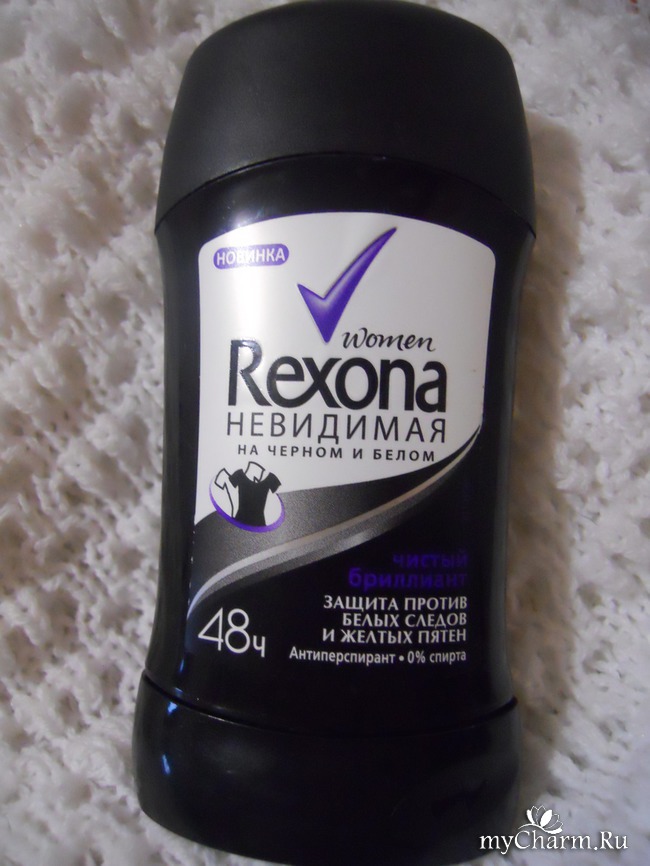 НОВИНКА
women
Rexona
НЕВИДИМАЯ
НА ЧЕРНОМ И БЕЛОМ
чистый
бриллиант
48ч
ЗАЩИТА ПРОТИВ
БЕЛЫХ СЛЕДОВ
И ЖЕЛТЫХ ПЯТЕН
Антиперспирант • 0% спирта
myCharm.Ru